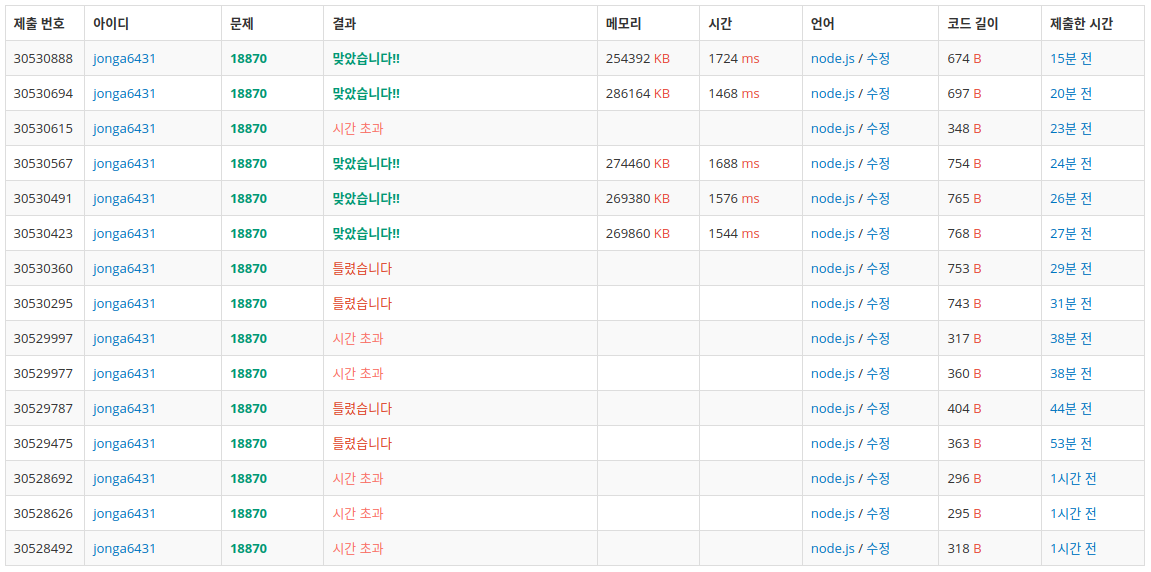 제출 번호 아이디 문제 결과 메모리 시간 언어 코드 길이 제출한 시간
30530888 jonga6431 18870 맞았습니다!! 254392 KB 1724 ms node.js / 수정 674 B 15분 전
30530694 jonga6431 18870 맞았습니다!! 286164 KB 1468 ms node.js / 수정 697 B 20분 전
30530615 jonga6431 18870 시간 초과 node.js / 수정 348 B 23분 전
30530567 jonga6431 18870 맞았습니다!! 274460 KB 1688 ms node.js / 수정 754 B 24분 전
30530491 jonga6431 18870 맞았습니다!! 269380 KB 1576 ms node.js / 수정 765 B 26분 전
30530423 jonga6431 18870 맞았습니다!! 269860 KB 1544 ms node.js / 수정 768 B 27분 전
30530360 jonga6431 18870 틀렸습니다 node.js / 수정 753 B 29분 전
30530295 jonga6431 18870 틀렸습니다 node.js / 수정 743 B 31분 전
30529997 jonga6431 18870 시간 초과 node.js / 수정 317 B 38분 전
30529977 jonga6431 18870 시간 초과 node.js / 수정 360 B 38분 전
30529787 jonga6431 18870 틀렸습니다 node.js / 수정 404 B 44분 전
30529475 jonga6431 18870 틀렸습니다 node.js / 수정 363 B 53분 전
30528692 jonga6431 18870 시간 초과 node.js / 수정 296 B 1시간 전
30528626 jonga6431 18870 시간 초과 node.js / 수정 295 B 1시간 전
30528492 jonga6431 18870 시간 초과 node.js / 수정 318 B 1시간 전